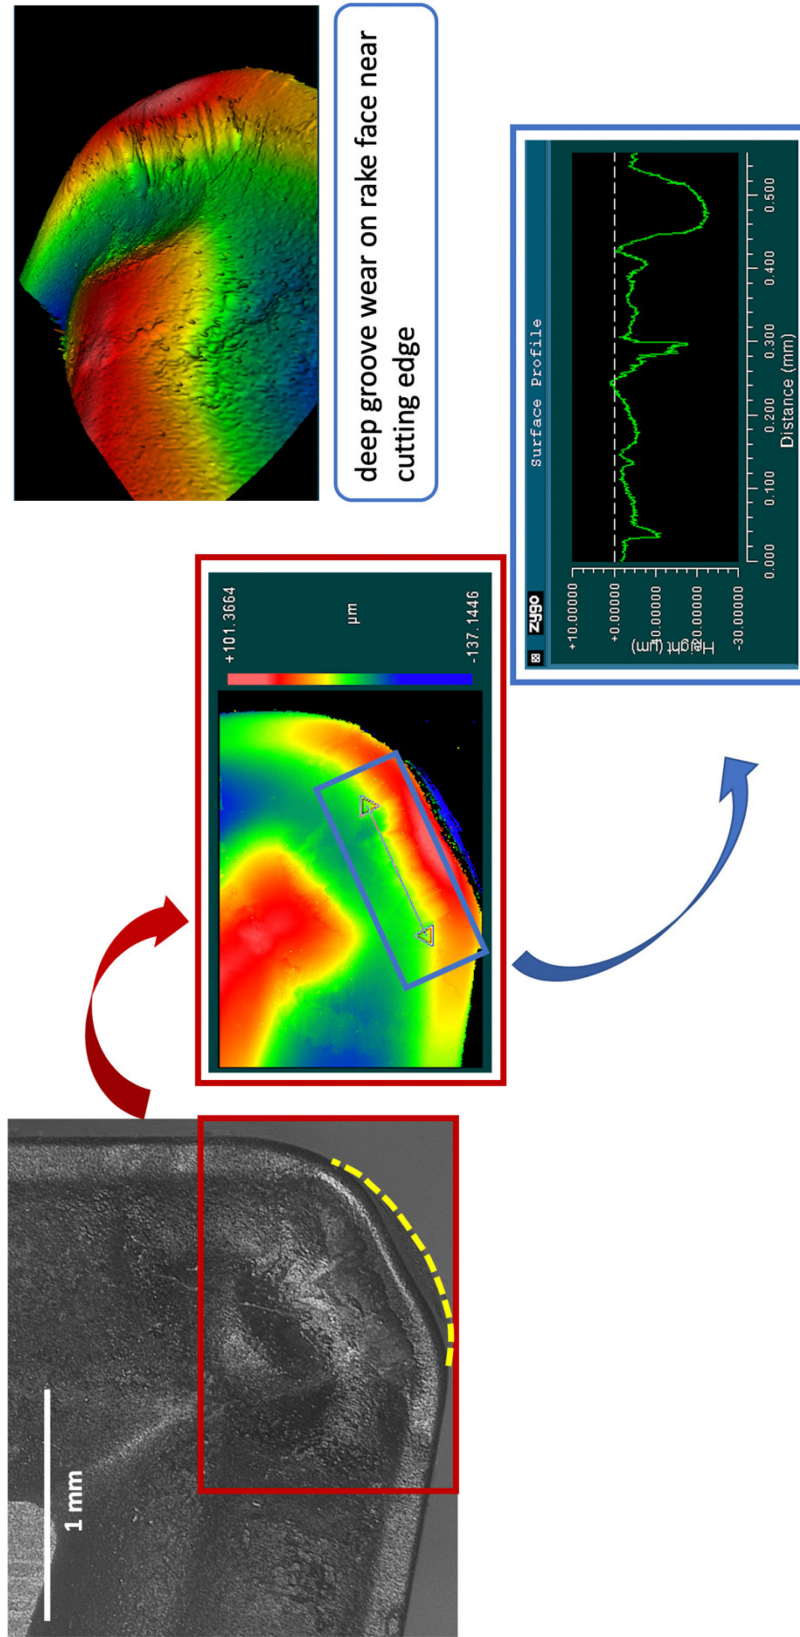 1 mm
+101.3664
µm
-137.1446
deep groove wear on rake face near
cutting edge
zygo
Surface Profile
+10.00000
+0.00000
-30.00000
Height (µm)
0.000
0.100
0.200
0.300
0.400
0.500
Distance (mm)